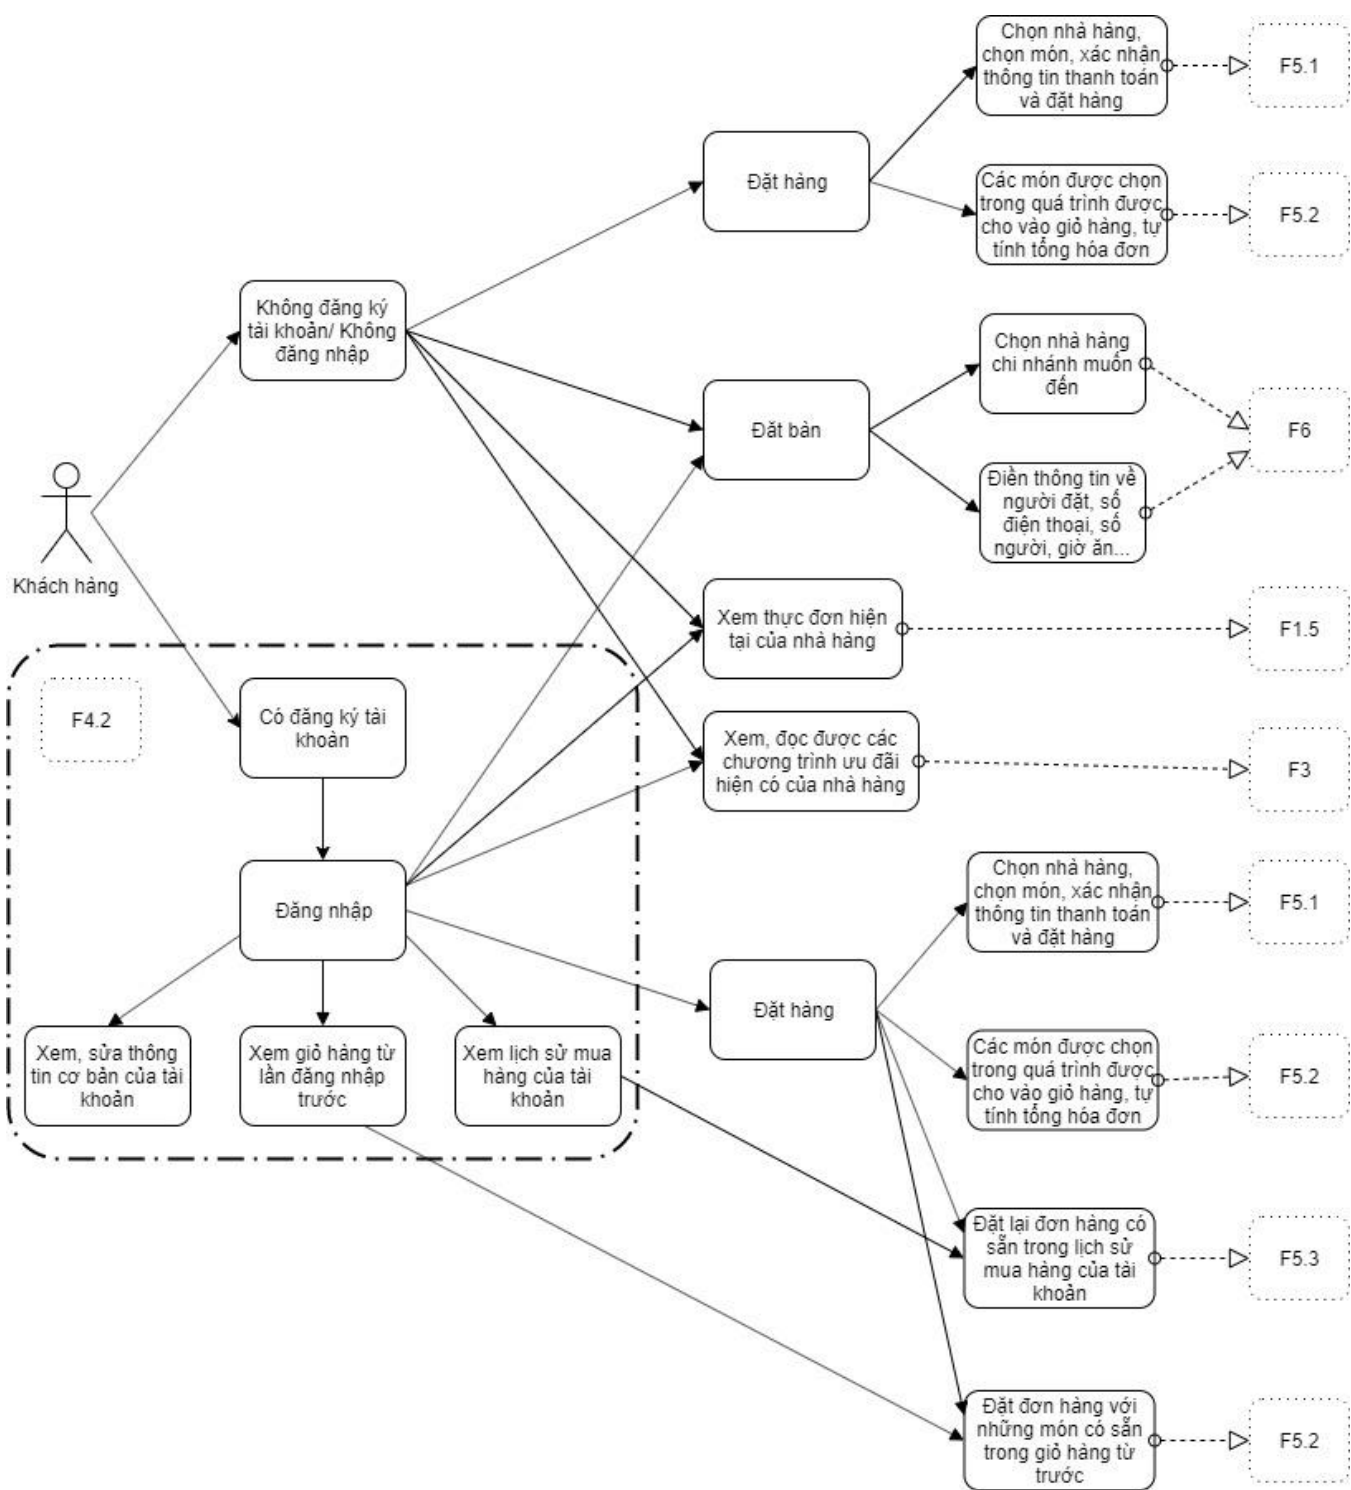 Chọn nhà hàng,
chọn món, xác nhận
thông tin thanh toán
và đặt hàng
F5.1
Đặt hàng
Các món được chọn
trong quá trình được
cho vào giỏ hàng, tự
tính tổng hóa đơn
F5.2
Không đăng ký
tài khoản/ Không
đăng nhập
Chọn nhà hàng
chi nhánh muốn
đến
Đăt bàn
F6
Điền thông tin về
người đặt, số
điện thoại, số
người, giờ ăn...
Khách hàng
Xem thực đơn hiện
tại của nhà hàng
F1.5
F4.2
Có đăng ký tài
khoản
Xem, đọc được các
chương trình ưu đãi
hiện có của nhà hàng
F3
Đăng nhập
Chọn nhà hàng,
chọn món, xác nhận
thông tin thanh toán
và đặt hàng
F5.1
Đặt hàng
Xem, sửa thông
tin cơ bản của tài
khoản
Xem giỏ hàng từ
lần đăng nhập
trước
Xem lịch sử mua
hàng của tài
khoản
Các món được chọn
trong quá trình được
cho vào giỏ hàng, tự
tính tổng hóa đơn
F5.2
Đặt lại đơn hàng có
sẵn trong lịch sử
mua hàng của tài
khoản
F5.3
Đặt đơn hàng với
những món có sẵn
trong giỏ hàng từ
trước
F5.2